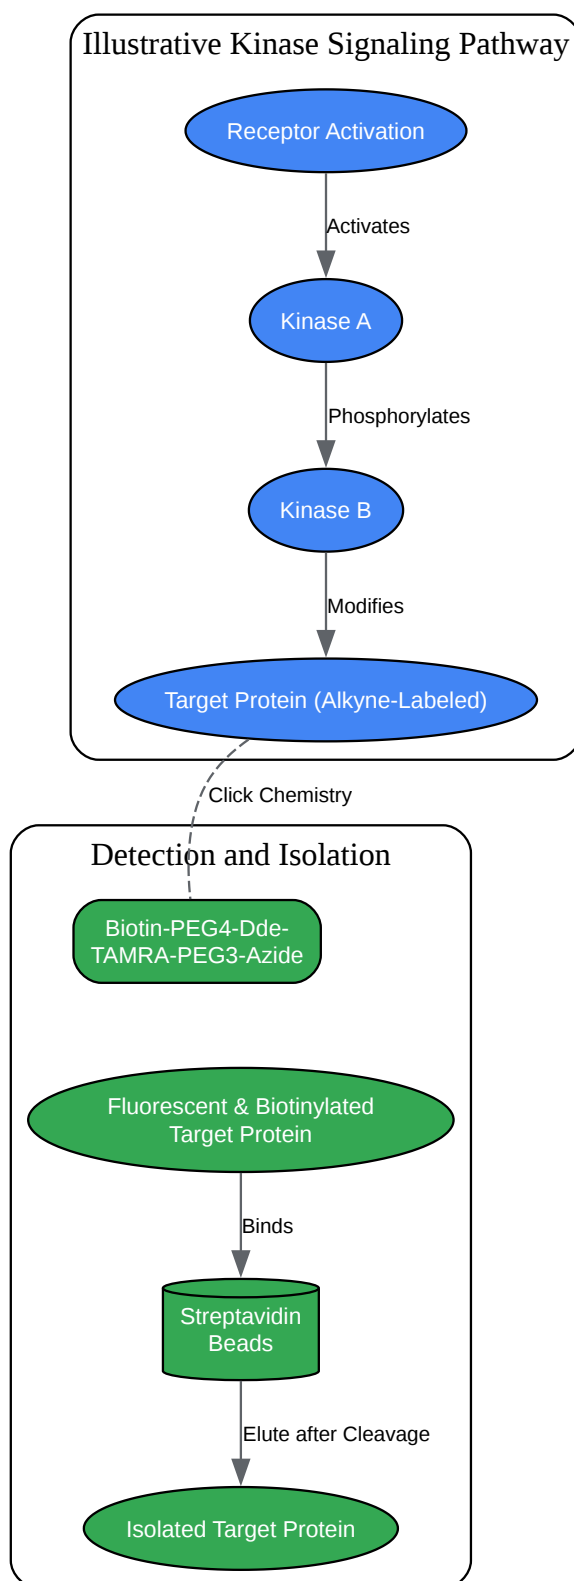 Illustrative Kinase Signaling Pathway
Receptor Activation
Activates
Kinase A
Phosphorylates
Kinase B
Modifies
Target Protein (Alkyne-Labeled)
Click Chemistry
Detection and Isolation
Biotin-PEG4-Dde-
TAMRA-PEG3-Azide
Fluorescent & Biotinylated
Target Protein
Binds
Streptavidin
Beads
Elute after Cleavage
Isolated Target Protein